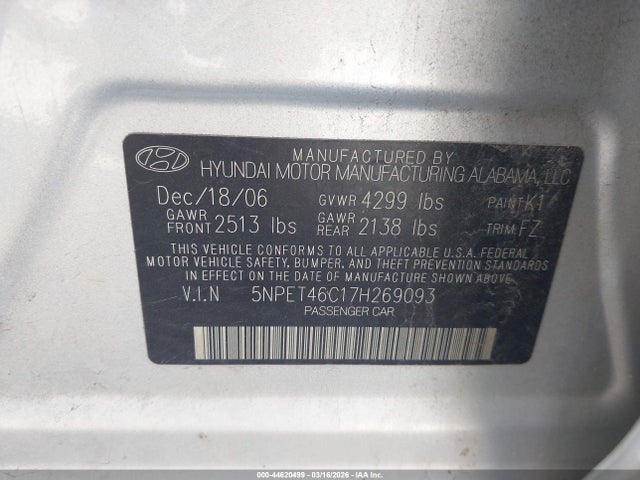 MANUFACTURED BY
HYUNDAI MOTOR MANUFACTURING ALABAMA, LLC
Dec/18/06 GVWR 4299 lbs PAINT K1
GAWR FRONT 2513 lbs GAWR REAR 2138 lbs TRIM FZ
THIS VEHICLE CONFORMS TO ALL APPLICABLE U.S.A. FEDERAL
MOTOR VEHICLE SAFETY, BUMPER, AND THEFT PREVENTION STANDARDS
IN EFFECT ON THE DATE OF MANUFACTURE SHOWN ABOVE
V.I.N 5NPET46C17H269093
PASSENGER CAR
000-44620499 - 03/16/2026 - COPART.COM